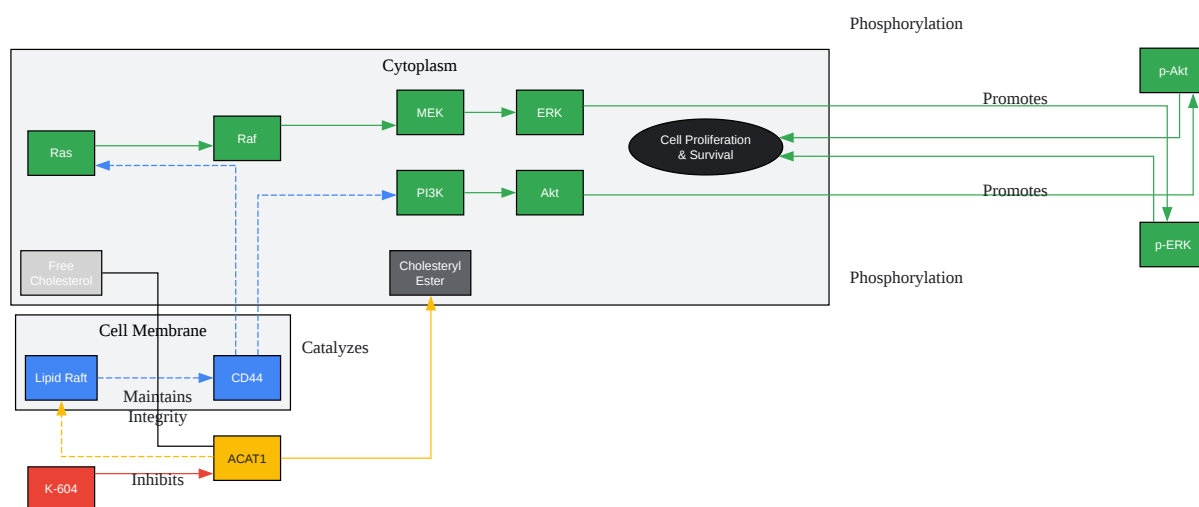 Phosphorylation
Cytoplasm
p-Akt
MEK
ERK
Promotes
Ras
Raf
Cell Proliferation
& Survival
PI3K
Akt
Promotes
p-ERK
Free
Cholesterol
Cholesteryl
Ester
Phosphorylation
Cell Membrane
Catalyzes
Lipid Raft
CD44
Maintains
Integrity
ACAT1
K-604
Inhibits